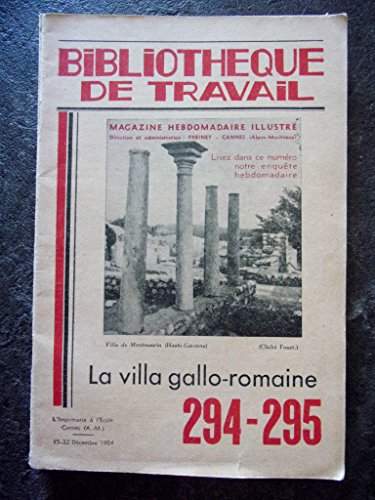 BIBLIOTHEQUE
DE TRAVAIL
MAGAZINE HEBDOMADAIRE ILLUSTRÉ
Direction et administration : FREINET - CANNES (Alpes-Maritimes)
Lisez dans ce numéro
notre enquête
hebdomadaire
Villa de Montmaurin (Haute-Garonne)
(Cliché Fouet.)
La villa gallo-romaine
294-295
L'Imprimerie à l'Ecole
Cannes (A.-M.)
15-22 Décembre 1954